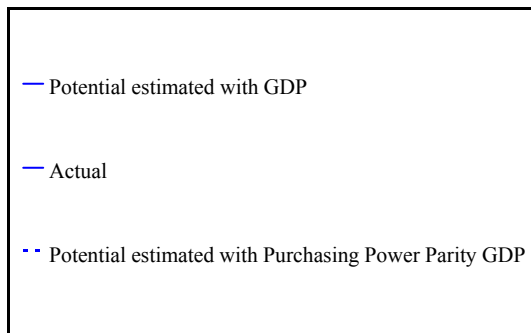 Potential estimated with GDP
Actual
Potential estimated with Purchasing Power Parity GDP